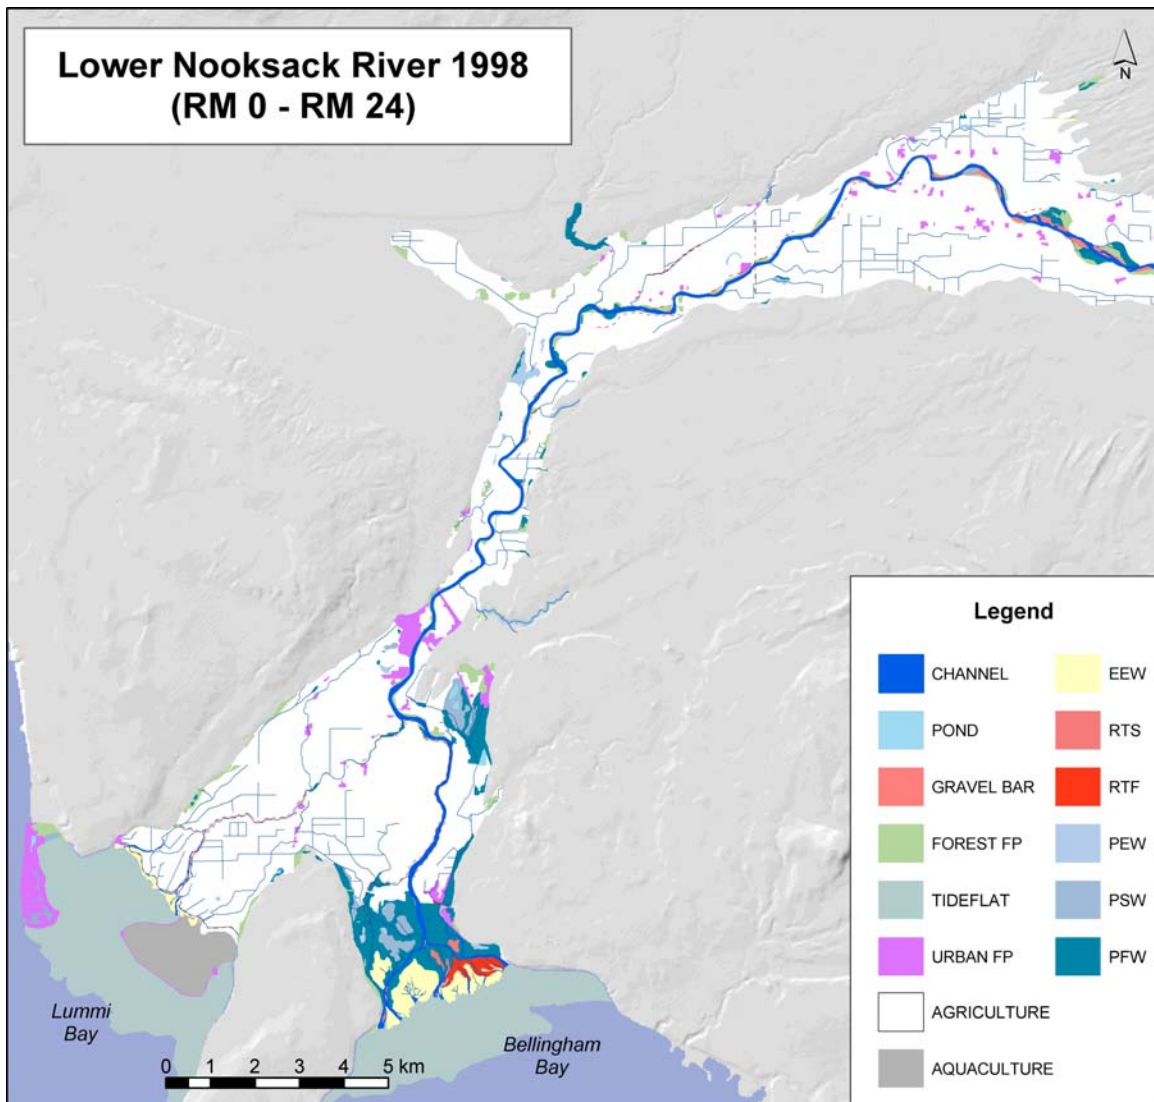 Lower Nooksack River 1998
(RM 0 - RM 24)
N
Legend
CHANNEL
POND
GRAVEL BAR
FOREST FP
TIDEFLAT
URBAN FP
AGRICULTURE
AQUACULTURE
EEW
RTS
RTF
PEW
PSW
PFW
Lummi
Bay
Bellingham
Bay
0 1 2 3 4 5 km